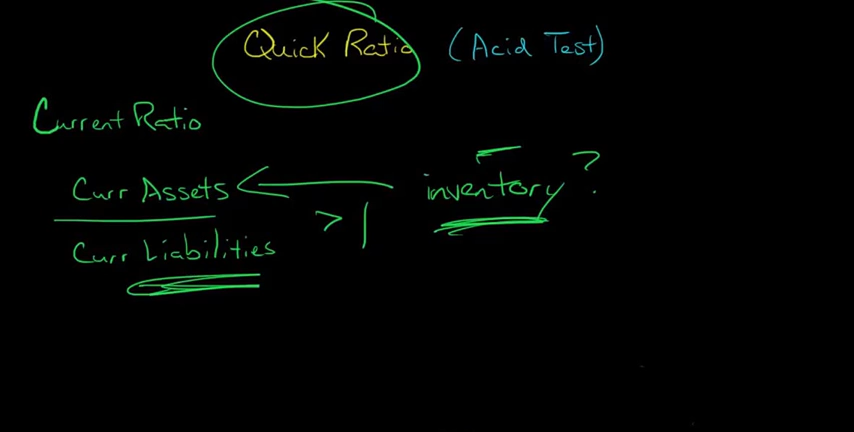 Quick Ratio (Acid Test)
Current Ratio
Curr Assets
inventory?
Curr Liabilities
> 1